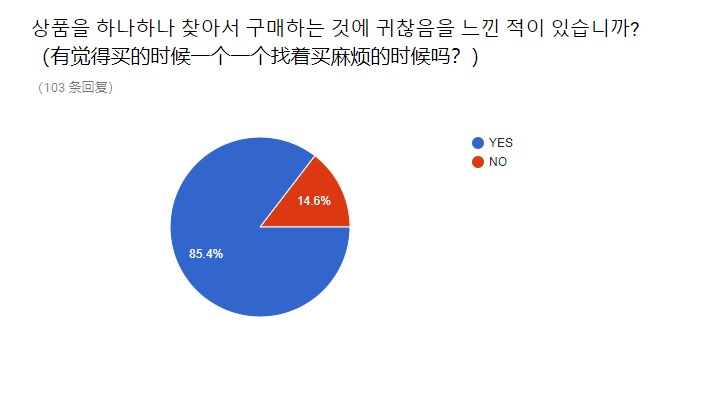 상품을 하나하나 찾아서 구매하는 것에 귀찮음을 느낀 적이 있습니까?
（有觉得买的时候一个一个找着买麻烦的时候吗？）
（103 条回复）
YES
NO
14.6%
85.4%